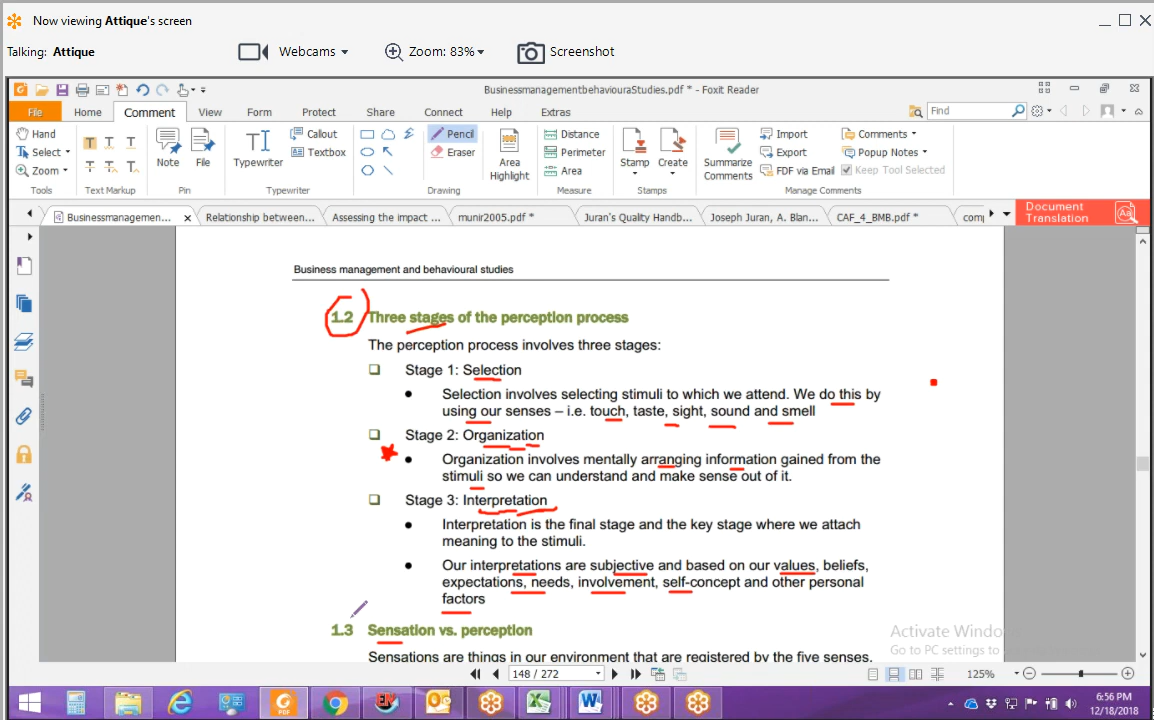 Now viewing Attique's screen
Talking: Attique
Webcams
Zoom: 83%
Screenshot
BusinessmanagementbehaviouraStudies.pdf * - Foxit Reader
File Home Comment View Form Protect Share Connect Help Extras
Find
Hand
Select
Zoom
Tools
Text Markup
Note
File
Pin
Typewriter
Callout
Textbox
Typewriter
Pencil
Eraser
Area
Highlight
Drawing
Distance
Perimeter
Area
Measure
Stamp
Create
Stamps
Summarize
Comments
Import
Export
FDF via Email
Comments
Popup Notes
Keep Tool Selected
Manage Comments
Businessmanagemen...
Relationship between...
Assessing the impact ...
munir2005.pdf *
Juran's Quality Handb...
Joseph Juran, A. Blan...
CAF_4_BMB.pdf *
com
Document
Translation
Business management and behavioural studies
1.2 Three stages of the perception process
The perception process involves three stages:
Stage 1: Selection
Selection involves selecting stimuli to which we attend. We do this by
using our senses – i.e. touch, taste, sight, sound and smell
Stage 2: Organization
Organization involves mentally arranging information gained from the
stimuli so we can understand and make sense out of it.
Stage 3: Interpretation
Interpretation is the final stage and the key stage where we attach
meaning to the stimuli.
Our interpretations are subjective and based on our values, beliefs,
expectations, needs, involvement, self-concept and other personal
factors
1.3 Sensation vs. perception
Sensations are things in our environment that are registered by the five senses.
Activate Windo
Go to PC settings to
148 / 272
125%
6:56 PM
12/18/2018